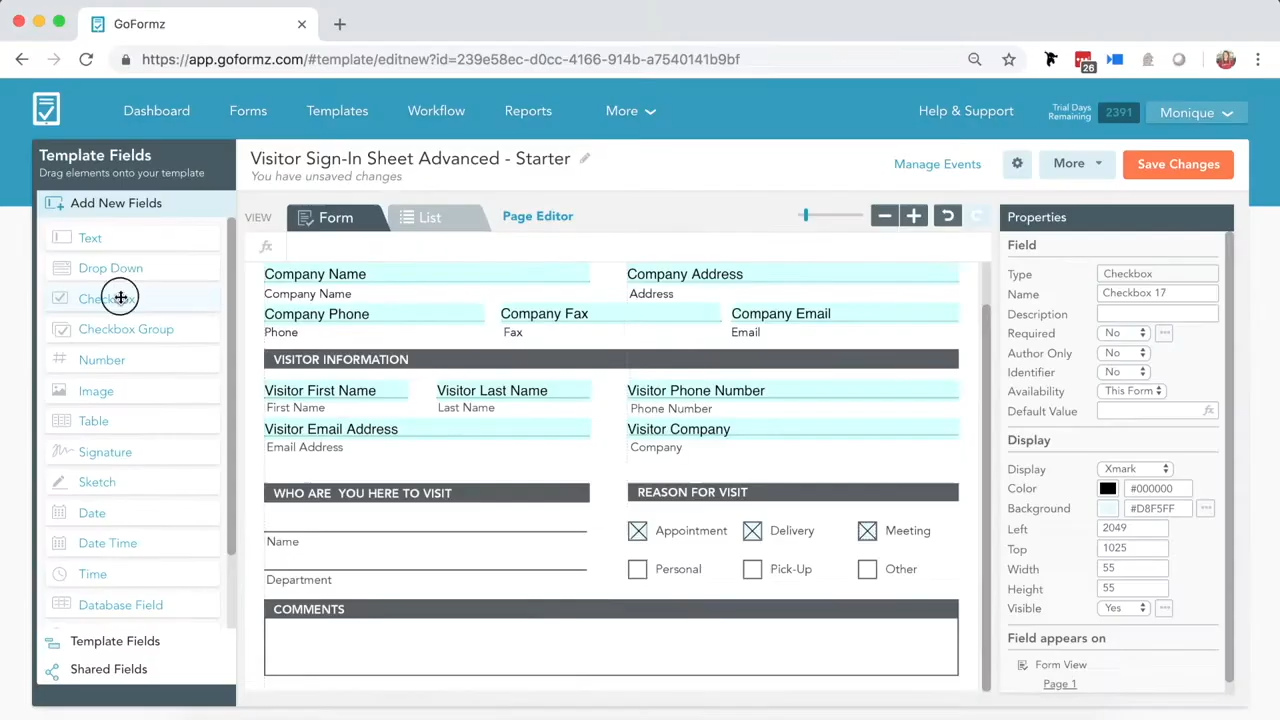 GoFormz
https://app.goformz.com/#template/editnew?id=239e58ec-d0cc-4166-914b-a7540141b9bf
26
Dashboard
Forms
Templates
Workflow
Reports
More
Help & Support
Trial Days
Remaining
2391
Monique
Template Fields
Drag elements onto your template
Add New Fields
Text
Drop Down
Checkbox
Checkbox Group
Number
Image
Table
Signature
Sketch
Date
Date Time
Time
Database Field
Template Fields
Shared Fields
Visitor Sign-In Sheet Advanced - Starter
You have unsaved changes
Manage Events
More
Save Changes
VIEW
Form
List
Page Editor
fx
Company Name
Company Address
Company Name
Address
Company Phone
Company Fax
Company Email
Phone
Fax
Email
VISITOR INFORMATION
Visitor First Name
Visitor Last Name
Visitor Phone Number
First Name
Last Name
Phone Number
Visitor Email Address
Visitor Company
Email Address
Company
WHO ARE YOU HERE TO VISIT
REASON FOR VISIT
Appointment
Delivery
Meeting
Name
Personal
Pick-Up
Other
Department
COMMENTS
Properties
Field
Type Checkbox
Name Checkbox 17
Description
Required No
Author Only No
Identifier No
Availability This Form
Default Value fx
Display
Display Xmark
Color #000000
Background #D8F5FF
Left 2049
Top 1025
Width 55
Height 55
Visible Yes
Field appears on
Form View
Page 1